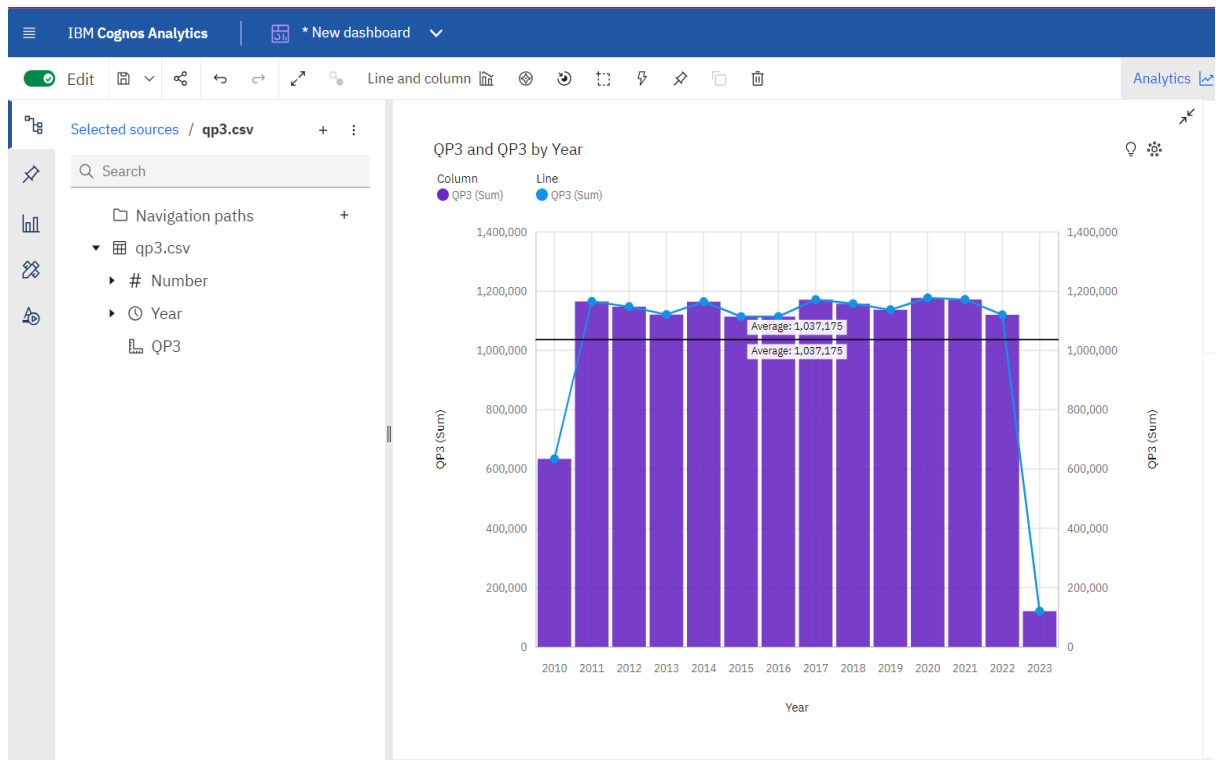 IBM Cognos Analytics
* New dashboard
Edit
Line and column
Analytics
Selected sources / qp3.csv
Search
Navigation paths
qp3.csv
# Number
Year
QP3
QP3 and QP3 by Year
Column Line
QP3 (Sum) QP3 (Sum)
1,400,000 1,400,000
1,200,000 1,200,000
Average: 1,037,175
1,000,000 Average: 1,037,175 1,000,000
800,000 800,000
QP3 (Sum) QP3 (Sum)
600,000 600,000
400,000 400,000
200,000 200,000
0 0
2010 2011 2012 2013 2014 2015 2016 2017 2018 2019 2020 2021 2022 2023
Year